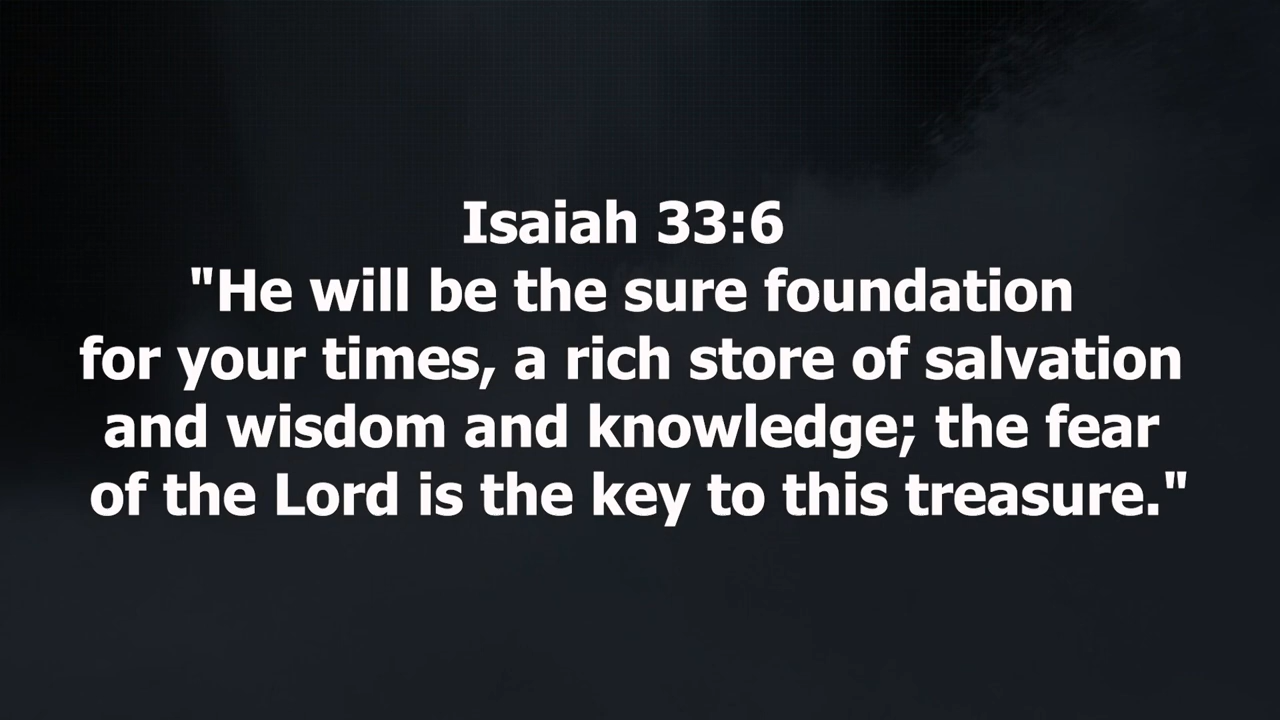 Isaiah 33:6
"He will be the sure foundation
for your times, a rich store of salvation
and wisdom and knowledge; the fear
of the Lord is the key to this treasure."